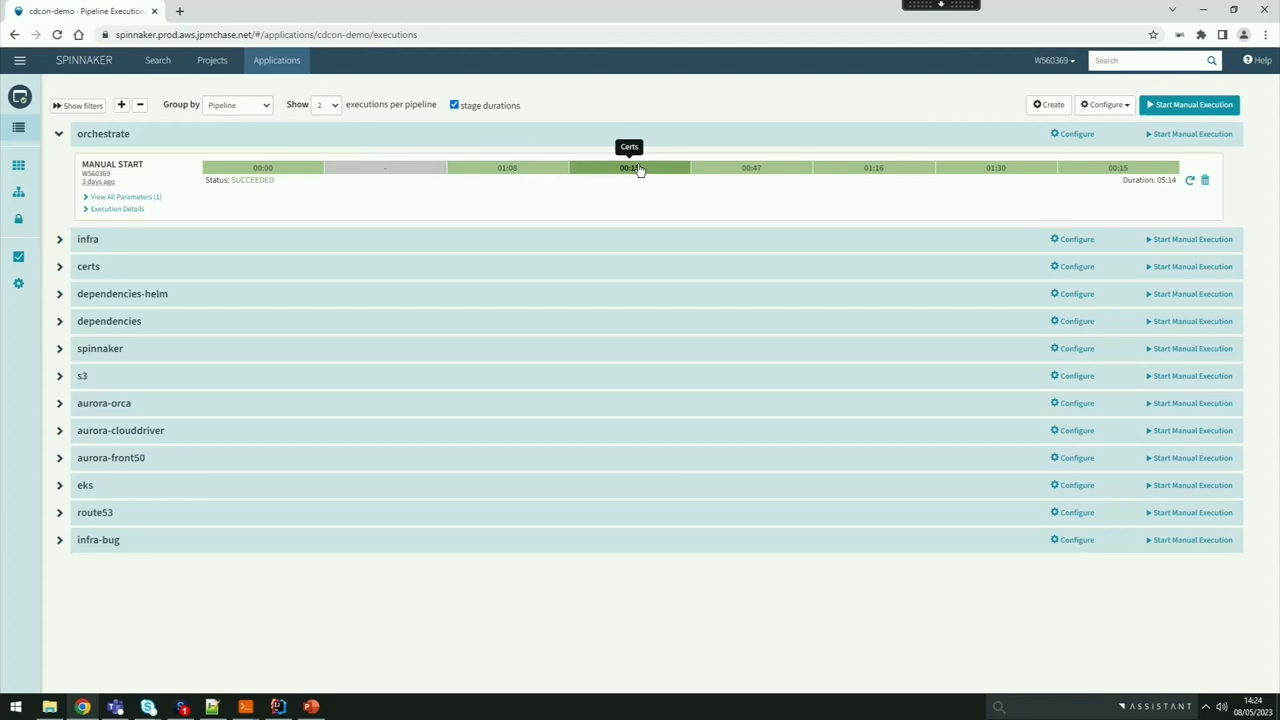 cdcon-demo - Pipeline Execution
spinnaker.prod.aws.jpmchase.net/#/applications/cdcon-demo/executions
SPINNAKER Search Projects Applications W560369 Search Help
Show filters Group by Pipeline Show 2 executions per pipeline stage durations Create Configure Start Manual Execution
orchestrate Configure Start Manual Execution
Certs
MANUAL START 00:00 - 01:08 00:47 01:16 01:30 00:15
W560369
3 days ago Status: SUCCEEDED Duration: 05:14
View All Parameters (1)
Execution Details
infra Configure Start Manual Execution
certs Configure Start Manual Execution
dependencies-helm Configure Start Manual Execution
dependencies Configure Start Manual Execution
spinnaker Configure Start Manual Execution
s3 Configure Start Manual Execution
aurora-orca Configure Start Manual Execution
aurora-clouddriver Configure Start Manual Execution
aurora-front50 Configure Start Manual Execution
eks Configure Start Manual Execution
route53 Configure Start Manual Execution
infra-bug Configure Start Manual Execution
ASSISTANT 14:24
08/05/2023